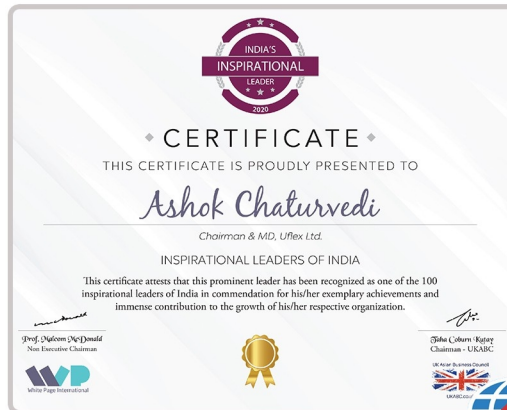 INDIA'S
INSPIRATIONAL
LEADER
2020
CERTIFICATE
THIS CERTIFICATE IS PROUDLY PRESENTED TO
Ashok Chaturvedi
Chairman & MD, Uflex Ltd.
INSPIRATIONAL LEADERS OF INDIA
This certificate attests that this prominent leader has been recognized as one of the 100
inspirational leaders of India in commendation for his/her exemplary achievements and
immense contribution to the growth of his/her respective organization.
Prof. Malcom McDonald
Non Executive Chairman
White Page International
Taha Coburn Kutay
Chairman - UKABC
UK Asian Business Council